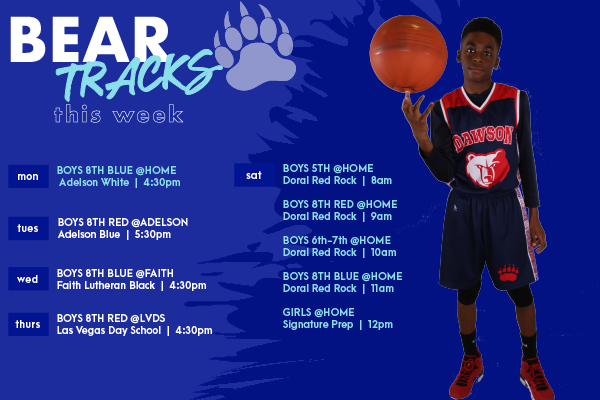 BEAR
TRACKS
this week
mon
BOYS 8TH BLUE @HOME
Adelson White | 4:30pm
tues
BOYS 8TH RED @ADELSON
Adelson Blue | 5:30pm
wed
BOYS 8TH BLUE @FAITH
Faith Lutheran Black | 4:30pm
thurs
BOYS 8TH RED @LVDS
Las Vegas Day School | 4:30pm
sat
BOYS 5TH @HOME
Doral Red Rock | 8am
BOYS 8TH RED @HOME
Doral Red Rock | 9am
BOYS 6th-7th @HOME
Doral Red Rock | 10am
BOYS 8TH BLUE @HOME
Doral Red Rock | 11am
GIRLS @HOME
Signature Prep | 12pm
DAWSON